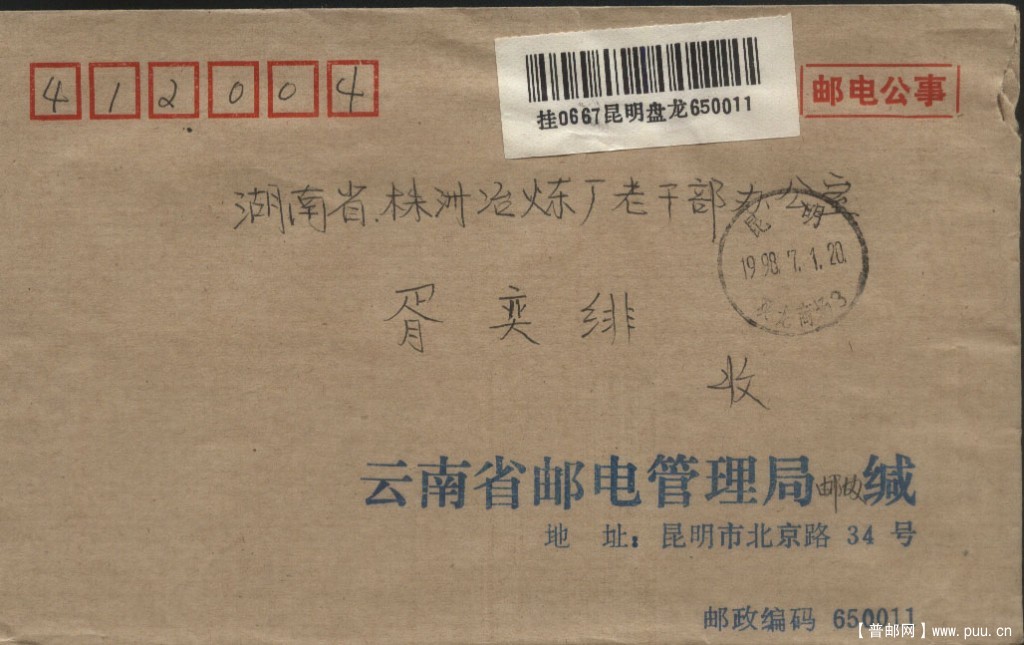 412004
挂0667昆明盘龙650011
邮电公事
湖南省.株洲冶炼厂老干部办公室
昆明
1998.7.1.20.
胥奕绯
收
云南省邮电管理局邮政缄
地 址：昆明市北京路 34 号
邮政编码 650011
【普邮网】www.puu.cn